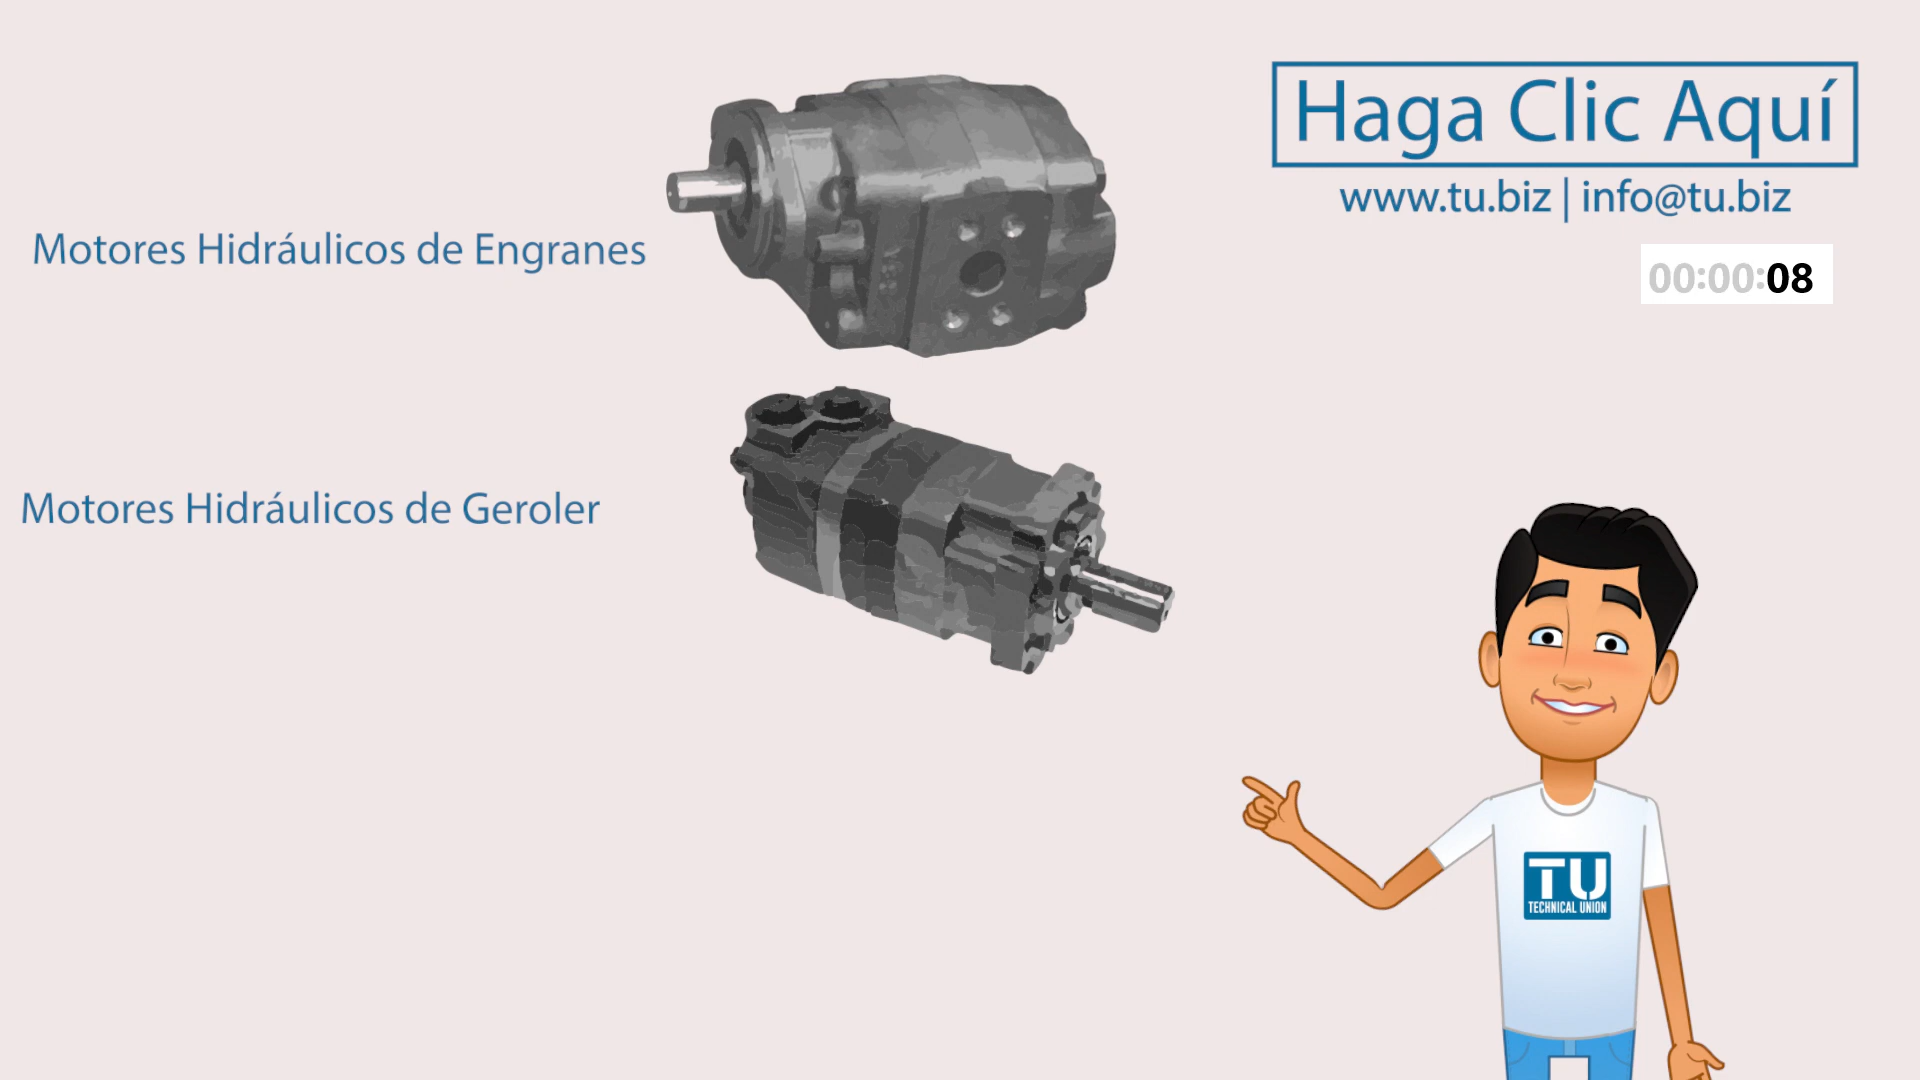 Haga Clic Aquí
www.tu.biz | info@tu.biz
00:00:08
Motores Hidráulicos de Engranes
Motores Hidráulicos de Geroler
TU
TECHNICAL UNION